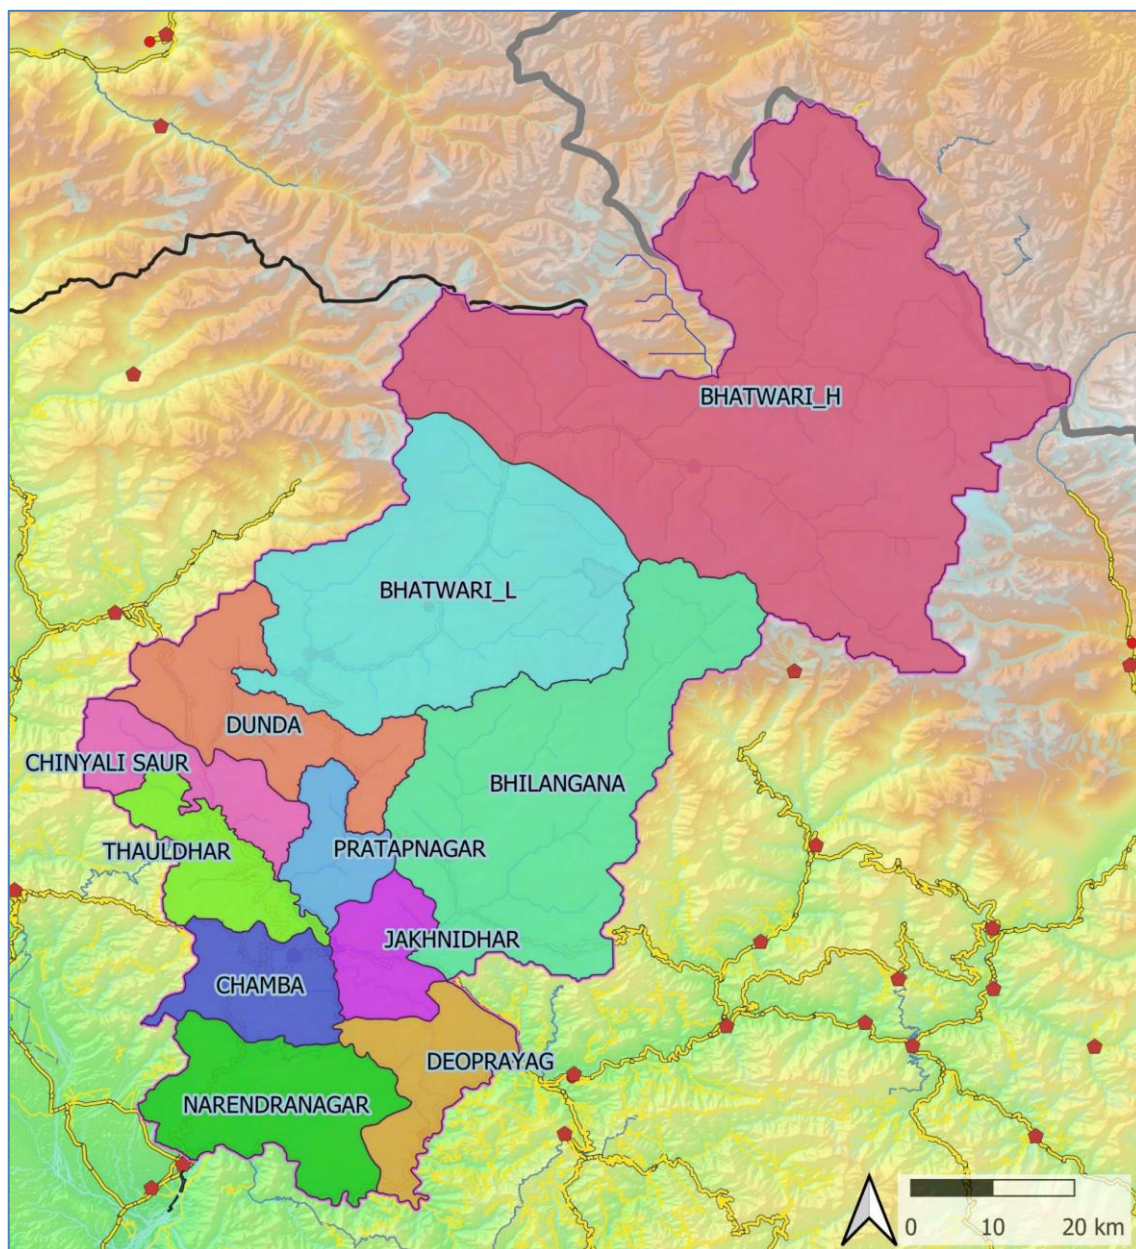 BHATWARI_H
BHATWARI_L
DUNDA
CHINYALI SAUR
BHILANGANA
THAULDHAR
PRATAPNAGAR
JAKHNIDHAR
CHAMBA
DEOPRAYAG
NARENDRANAGAR
0 10 20 km